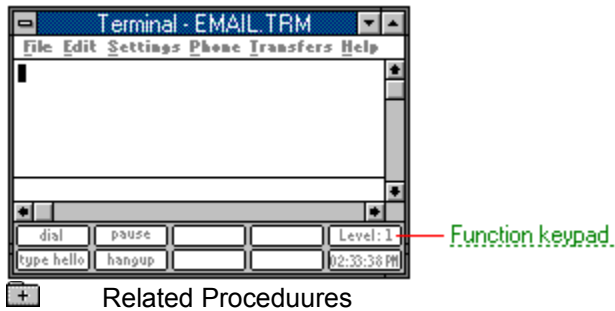 Terminal - EMAIL.TRM
File Edit Settings Phone Transfers Help
dial pause Level: 1 Function keypad
type hello hangup 02:33:38 PM
Related Proceduures